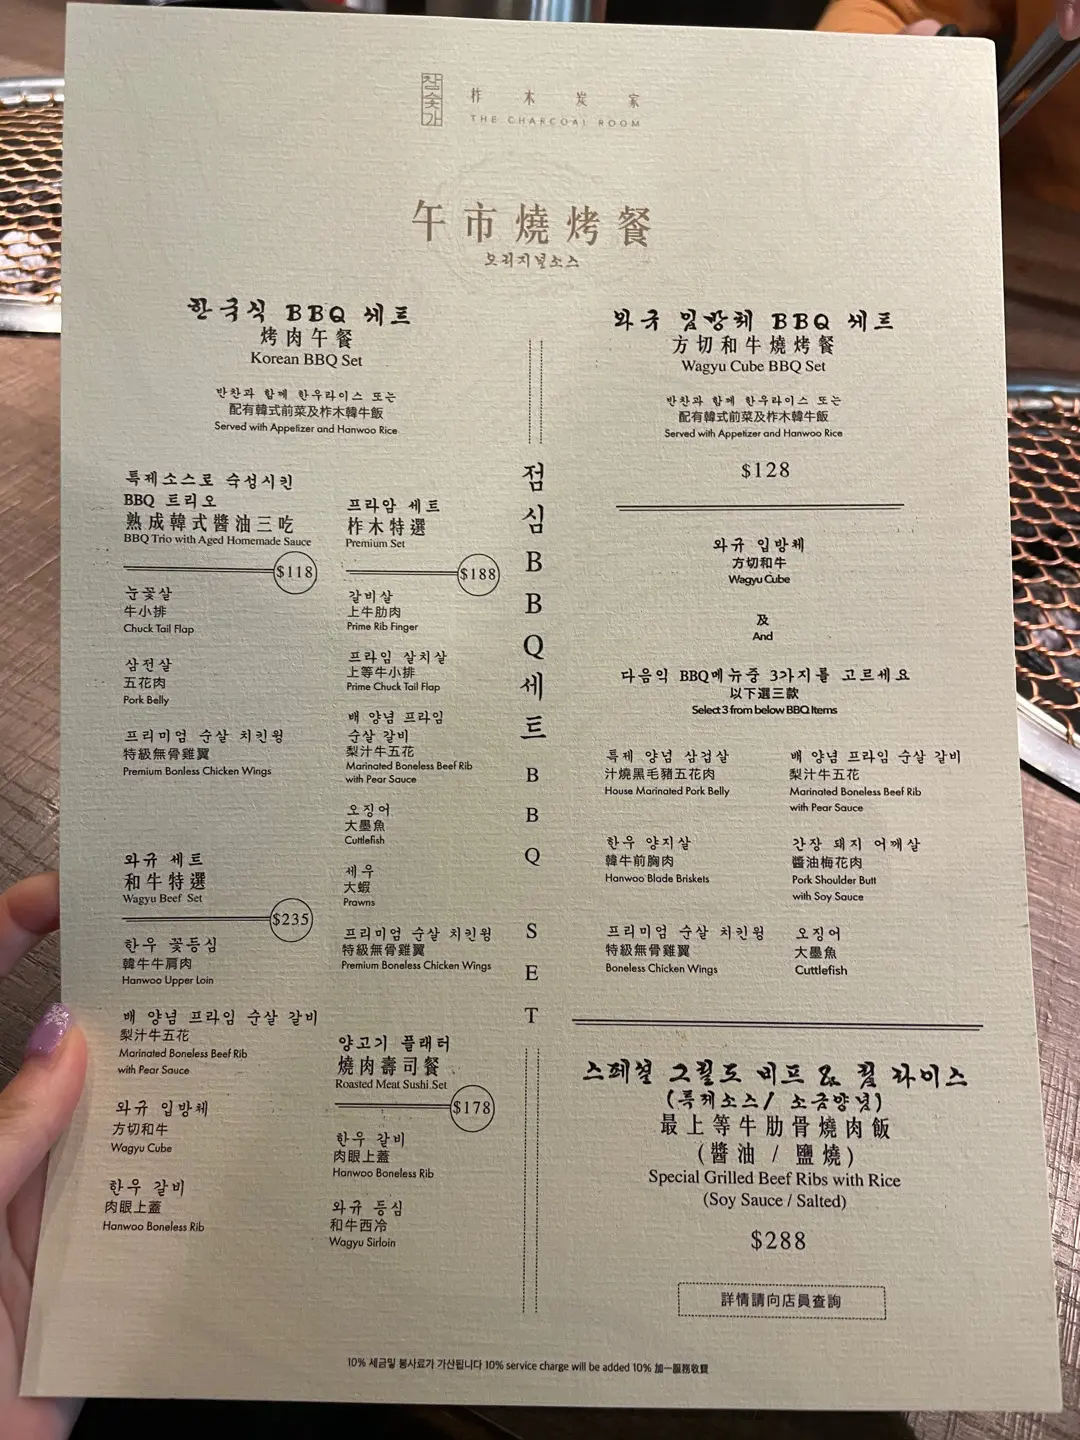 참숯가
柞木炭家
THE CHARCOAL ROOM
午市燒烤餐
오리지널소스
한국식 BBQ 세트
烤肉午餐
Korean BBQ Set
반찬과 함께 한우라이스 또는
配有韓式前菜及柞木韓牛飯
Served with Appetizer and Hanwoo Rice
특제소스로 숙성시킨
BBQ 트리오
熟成韓式醬油三吃
BBQ Trio with Aged Homemade Sauce
$118
눈꽃살
牛小排
Chuck Tail Flap
삼전살
五花肉
Pork Belly
프리미엄 순살 치킨윙
特級無骨雞翼
Premium Bonless Chicken Wings
와규 세트
和牛特選
Wagyu Beef Set
$235
한우 꽃등심
韓牛牛肩肉
Hanwoo Upper Loin
배 양념 프라임 순살 갈비
梨汁牛五花
Marinated Boneless Beef Rib
with Pear Sauce
와규 입방체
方切和牛
Wagyu Cube
한우 갈비
肉眼上蓋
Hanwoo Boneless Rib
프라암 세트
柞木特選
Premium Set
$188
갈비살
上牛肋肉
Prime Rib Finger
프라임 살치살
上等牛小排
Prime Chuck Tail Flap
배 양념 프라임
순살 갈비
梨汁牛五花
Marinated Boneless Beef Rib
with Pear Sauce
오징어
大墨魚
Cuttlefish
세우
大蝦
Prawns
프리미엄 순살 치킨윙
特級無骨雞翼
Premium Boneless Chicken Wings
양고기 플래터
燒肉壽司餐
Roasted Meat Sushi Set
$178
한우 갈비
肉眼上蓋
Hanwoo Boneless Rib
와규 등심
和牛西冷
Wagyu Sirloin
점심BBQ세트
BBQ SET
와규 입방체 BBQ 세트
方切和牛燒烤餐
Wagyu Cube BBQ Set
반찬과 함께 한우라이스 또는
配有韓式前菜及柞木韓牛飯
Served with Appetizer and Hanwoo Rice
$128
와규 입방체
方切和牛
Wagyu Cube
及
And
다음익 BBQ메뉴중 3가지를 고르세요
以下選三款
Select 3 from below BBQ Items
특제 양념 삼겁살
汁燒黑毛豬五花肉
House Marinated Pork Belly
배 양념 프라임 순살 갈비
梨汁牛五花
Marinated Boneless Beef Rib
with Pear Sauce
한우 양지살
韓牛前胸肉
Hanwoo Blade Briskets
간장 돼지 어깨살
醬油梅花肉
Pork Shoulder Butt
with Soy Sauce
프리미엄 순살 치킨윙
特級無骨雞翼
Boneless Chicken Wings
오징어
大墨魚
Cuttlefish
스페셜 그릴도 비프 & 립 라이스
(특제소스/ 소금양념)
最上等牛肋骨燒肉飯
(醬油 / 鹽燒)
Special Grilled Beef Ribs with Rice
(Soy Sauce / Salted)
$288
詳情請向店員查詢
10% 세금밀 봉사료가 가산됩니다 10% service charge will be added 10% 加一服務收費